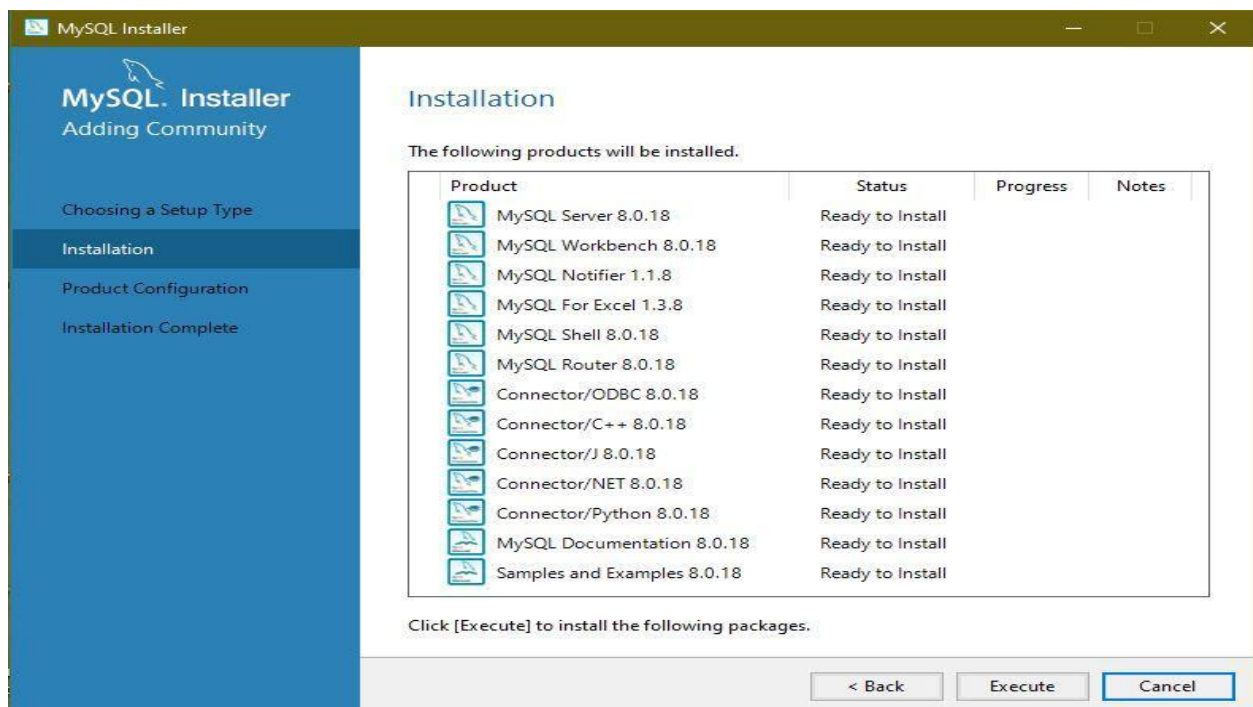 MySQL Installer
MySQL. Installer
Adding Community
Choosing a Setup Type
Installation
Product Configuration
Installation Complete
Installation
The following products will be installed.
Product Status Progress Notes
MySQL Server 8.0.18 Ready to Install
MySQL Workbench 8.0.18 Ready to Install
MySQL Notifier 1.1.8 Ready to Install
MySQL For Excel 1.3.8 Ready to Install
MySQL Shell 8.0.18 Ready to Install
MySQL Router 8.0.18 Ready to Install
Connector/ODBC 8.0.18 Ready to Install
Connector/C++ 8.0.18 Ready to Install
Connector/J 8.0.18 Ready to Install
Connector/NET 8.0.18 Ready to Install
Connector/Python 8.0.18 Ready to Install
MySQL Documentation 8.0.18 Ready to Install
Samples and Examples 8.0.18 Ready to Install
Click [Execute] to install the following packages.
< Back Execute Cancel